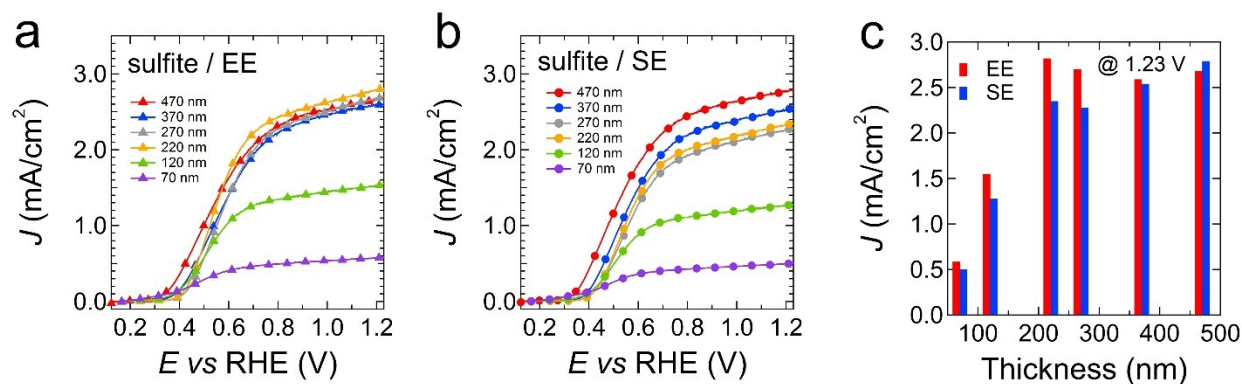 a
sulfite / EE
470 nm
370 nm
270 nm
220 nm
120 nm
70 nm
J (mA/cm²)
3.0
2.0
1.0
0.0
0.2 0.4 0.6 0.8 1.0 1.2
E vs RHE (V)
b
sulfite / SE
470 nm
370 nm
270 nm
220 nm
120 nm
70 nm
J (mA/cm²)
3.0
2.0
1.0
0.0
0.2 0.4 0.6 0.8 1.0 1.2
E vs RHE (V)
c
EE
SE
@ 1.23 V
J (mA/cm²)
3.0
2.5
2.0
1.5
1.0
0.5
0.0
100 200 300 400 500
Thickness (nm)